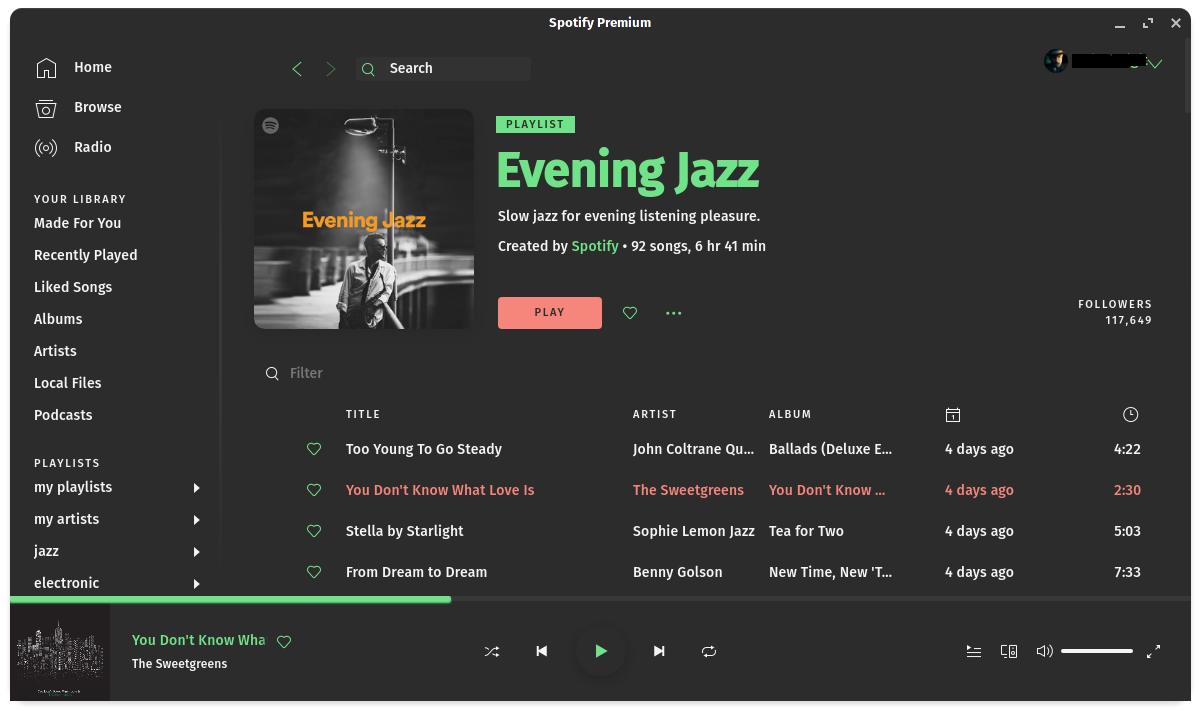 Spotify Premium
Home
Browse
Radio
YOUR LIBRARY
Made For You
Recently Played
Liked Songs
Albums
Artists
Local Files
Podcasts
PLAYLISTS
my playlists
my artists
jazz
electronic
Search
Evening Jazz
PLAYLIST
Evening Jazz
Slow jazz for evening listening pleasure.
Created by Spotify • 92 songs, 6 hr 41 min
PLAY
FOLLOWERS
117,649
Filter
TITLE ARTIST ALBUM
Too Young To Go Steady John Coltrane Qu... Ballads (Deluxe E... 4 days ago 4:22
You Don't Know What Love Is The Sweetgreens You Don't Know ... 4 days ago 2:30
Stella by Starlight Sophie Lemon Jazz Tea for Two 4 days ago 5:03
From Dream to Dream Benny Golson New Time, New 'T... 4 days ago 7:33
You Don't Know Wha
The Sweetgreens